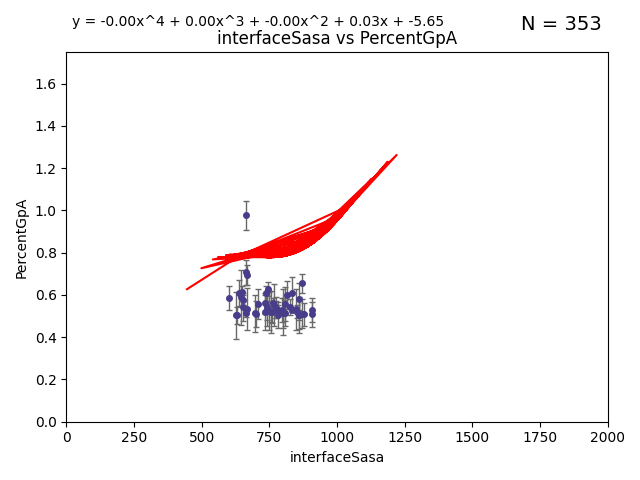 y = -0.00x^4 + 0.00x^3 + -0.00x^2 + 0.03x + -5.65
N = 353
interfaceSasa vs PercentGpA
PercentGpA
1.6
1.4
1.2
1.0
0.8
0.6
0.4
0.2
0.0
0 250 500 750 1000 1250 1500 1750 2000
interfaceSasa